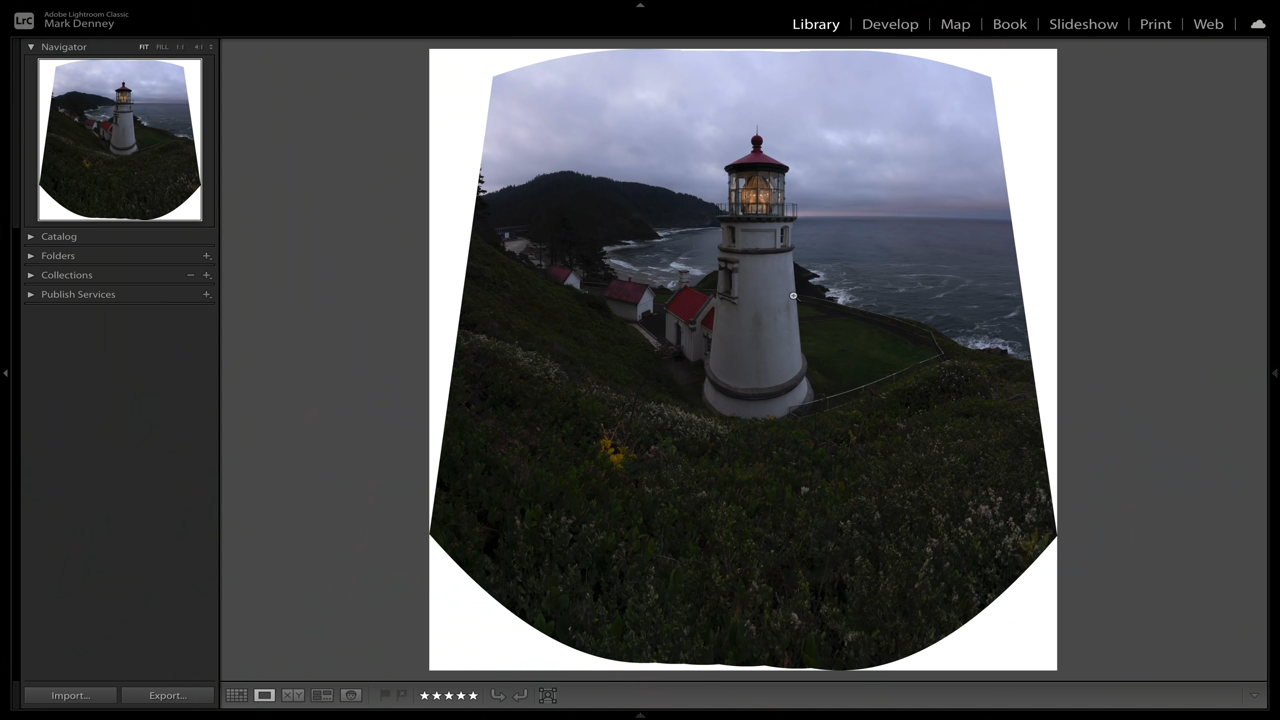 LrC
Adobe Lightroom Classic
Mark Denney
Library | Develop | Map | Book | Slideshow | Print | Web
Navigator FIT FILL 1:1 4:1
Catalog
Folders
Collections
Publish Services
Import... Export...
XY